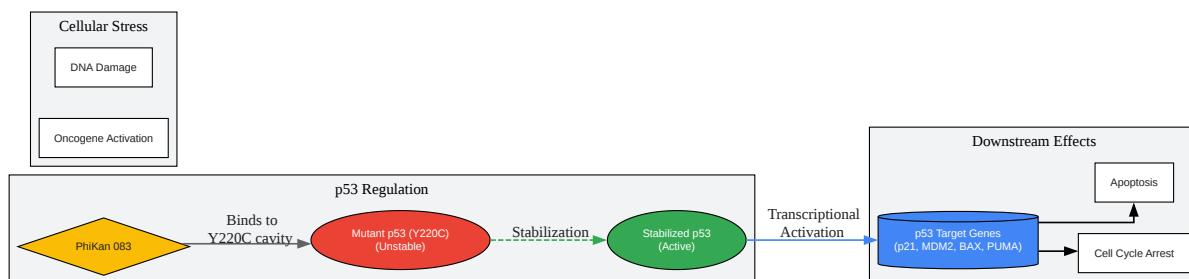 Cellular Stress
DNA Damage
Oncogene Activation
p53 Regulation
PhiKan 083
Binds to
Y220C cavity
Mutant p53 (Y220C)
(Unstable)
Stabilization
Stabilized p53
(Active)
Transcriptional
Activation
Downstream Effects
p53 Target Genes
(p21, MDM2, BAX, PUMA)
Apoptosis
Cell Cycle Arrest